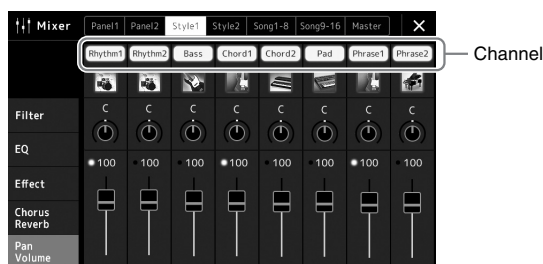 Mixer Panel1 Panel2 Style1 Style2 Song1-8 Song9-16 Master ×
Rhythm1 Rhythm2 Bass Chord1 Chord2 Pad Phrase1 Phrase2 Channel
C C C C C C C C
Filter
EQ
100 100 100 100 100 100 100 100
Effect
Chorus
Reverb
Pan
Volume